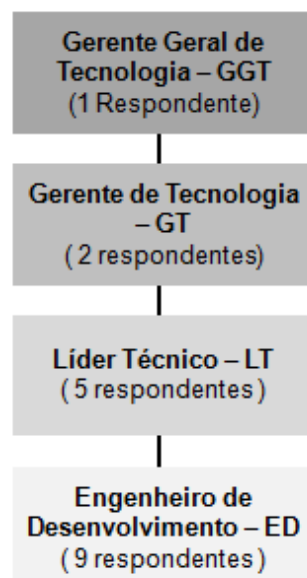 Gerente Geral de
Tecnologia – GGT
(1 Respondente)
Gerente de Tecnologia
– GT
( 2 respondentes)
Líder Técnico – LT
( 5 respondentes )
Engenheiro de
Desenvolvimento – ED
( 9 respondentes )